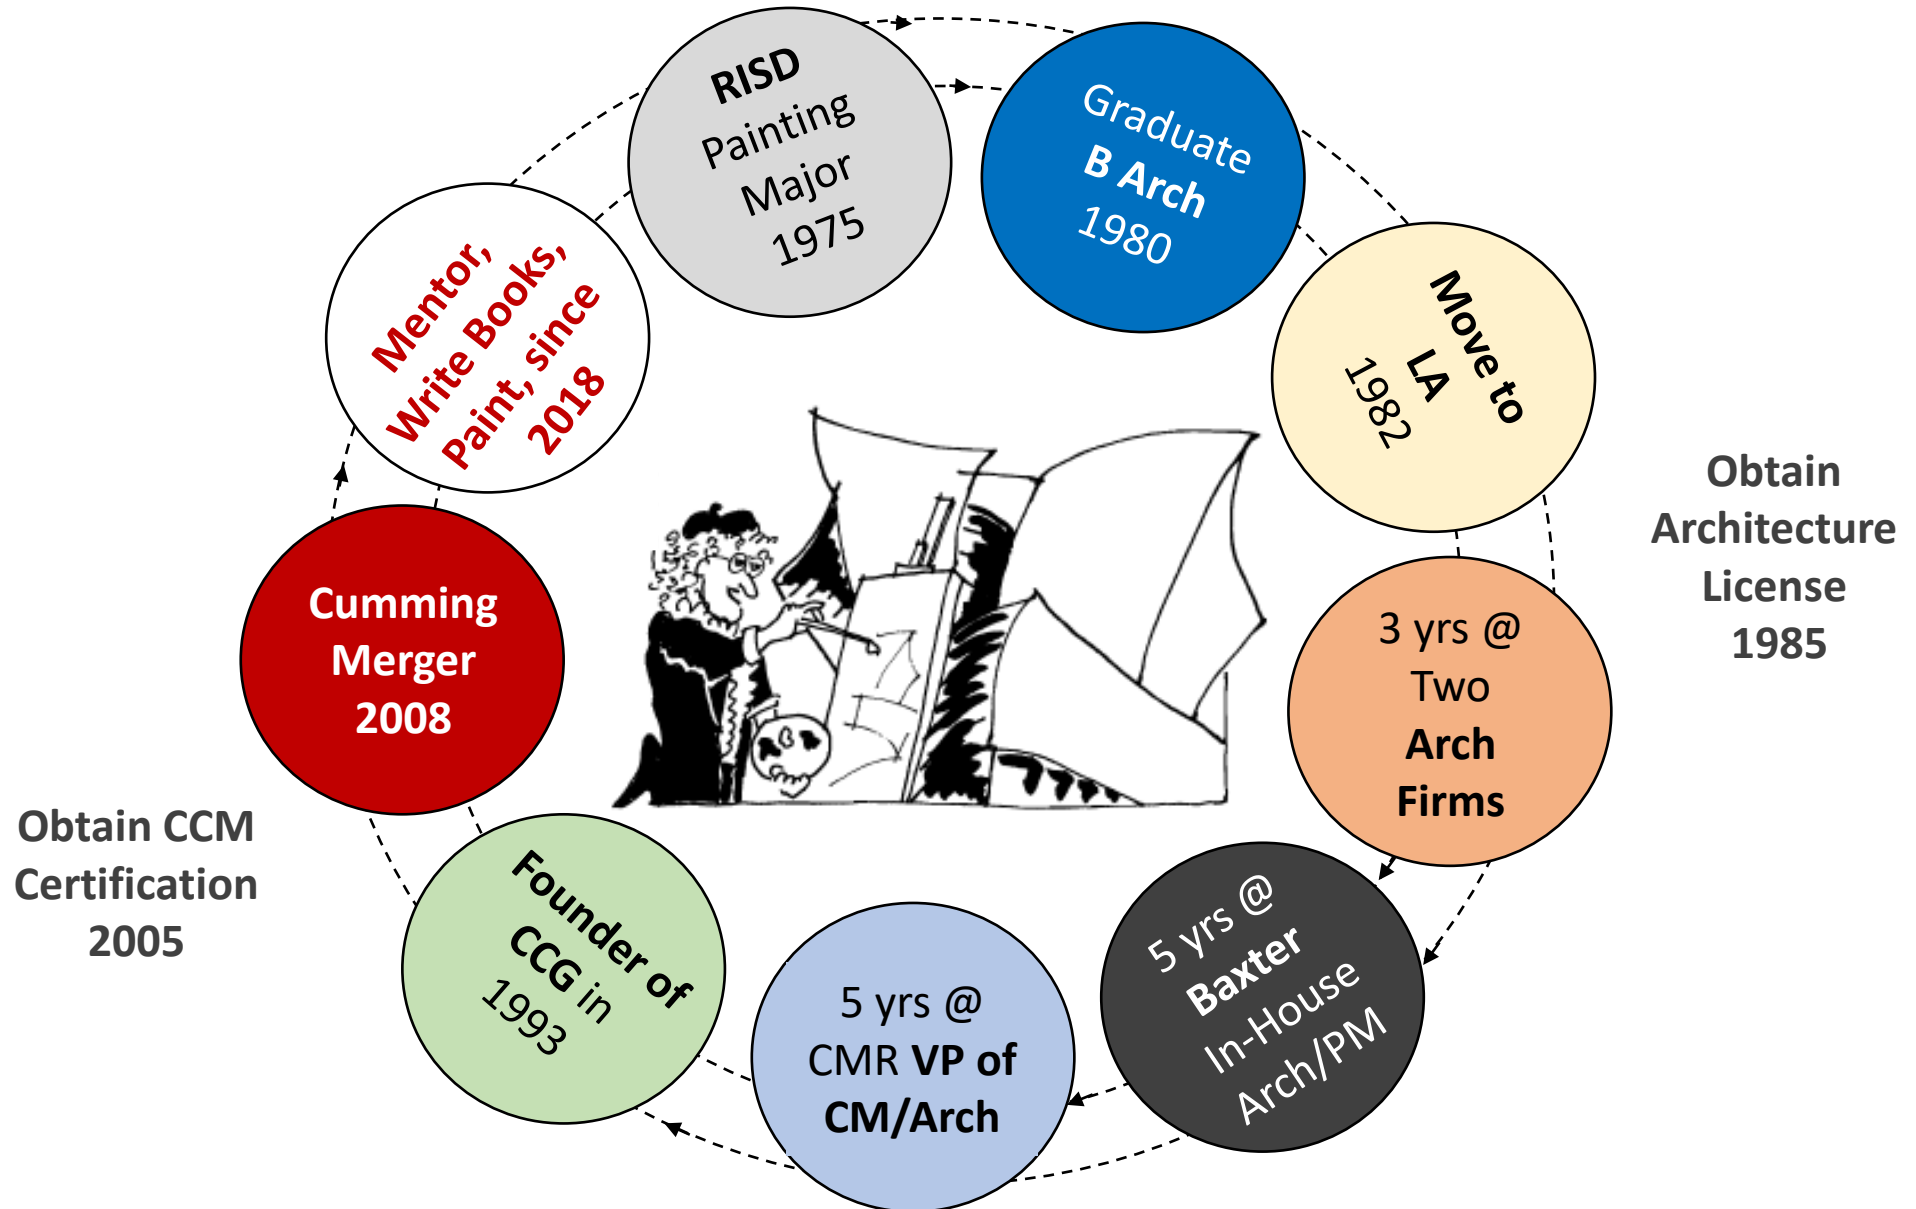 RISD
Painting
Major
1975
Graduate
B Arch
1980
Move to
LA
1982
Obtain
Architecture
License
1985
3 yrs @
Two
Arch
Firms
5 yrs @
Baxter
In-House
Arch/PM
5 yrs @
CMR VP of
CM/Arch
Founder of
CCG in
1993
Obtain CCM
Certification
2005
Cumming
Merger
2008
Mentor,
Write Books,
Paint, since
2018